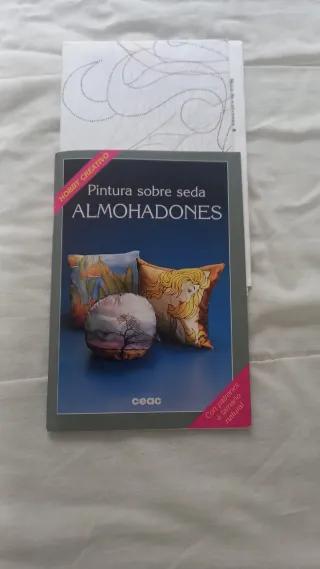 HOBBY CREATIVO
Pintura sobre seda
ALMOHADONES
ceac
Con patrones
a tamaño
natural